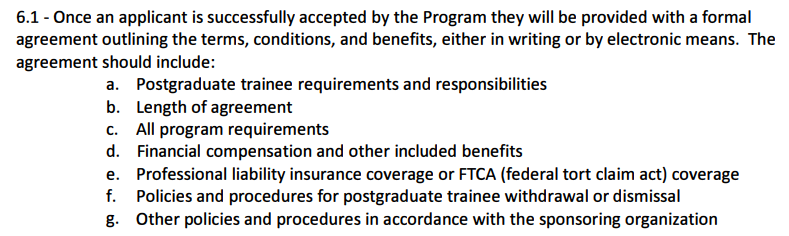 6.1 - Once an applicant is successfully accepted by the Program they will be provided with a formal
agreement outlining the terms, conditions, and benefits, either in writing or by electronic means.  The
agreement should include:
a. Postgraduate trainee requirements and responsibilities
b. Length of agreement
c. All program requirements
d. Financial compensation and other included benefits
e. Professional liability insurance coverage or FTCA (federal tort claim act) coverage
f. Policies and procedures for postgraduate trainee withdrawal or dismissal
g. Other policies and procedures in accordance with the sponsoring organization